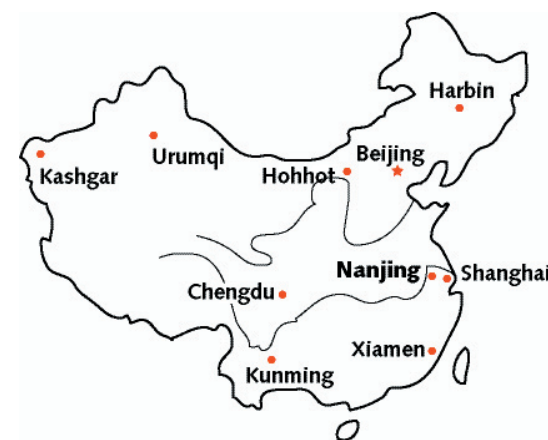 Harbin
Beijing
Urumqi
Hohhot
Kashgar
Nanjing
Shanghai
Chengdu
Xiamen
Kunming